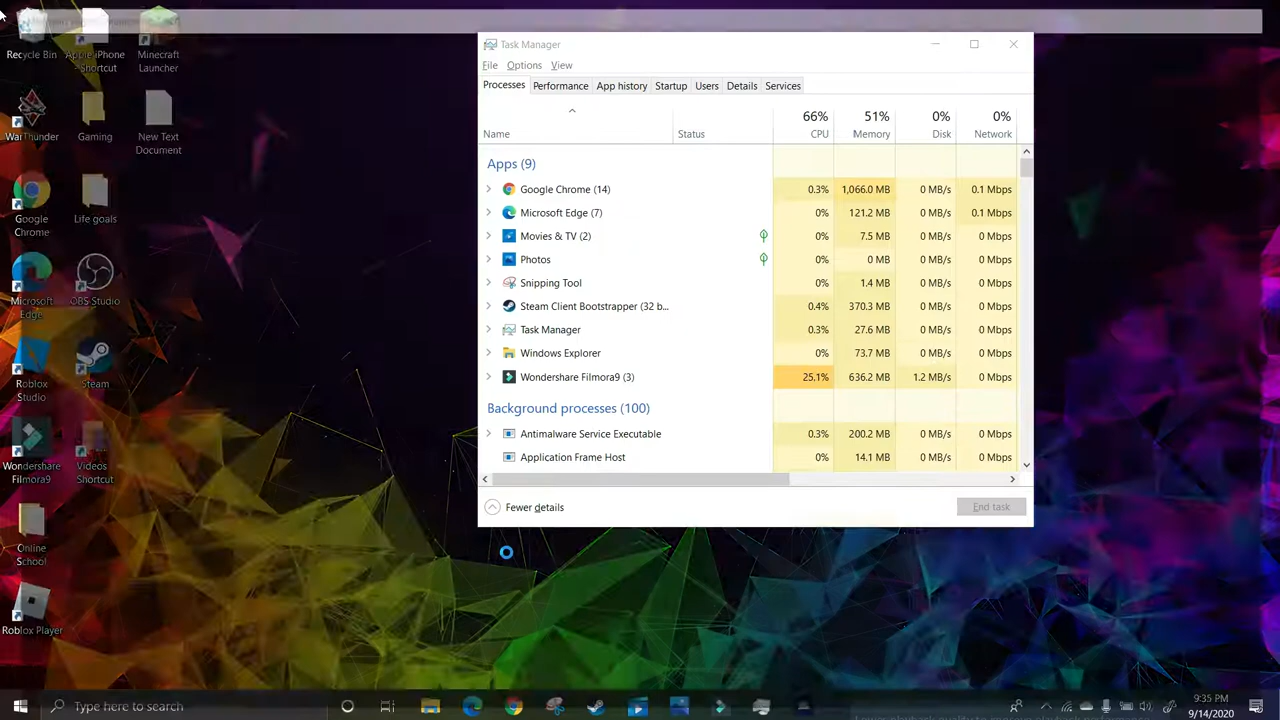 Recycle Bin
Apple iPhone - Shortcut
Minecraft Launcher
WarThunder
Gaming
New Text Document
Google Chrome
Life goals
Microsoft Edge
OBS Studio
Roblox Studio
Steam
Wondershare Filmora9
Videos Shortcut
Online School
Roblox Player
Task Manager
File Options View
Processes Performance App history Startup Users Details Services
66% 51% 0% 0%
Name Status CPU Memory Disk Network
Apps (9)
Google Chrome (14) 0.3% 1,066.0 MB 0 MB/s 0.1 Mbps
Microsoft Edge (7) 0% 121.2 MB 0 MB/s 0.1 Mbps
Movies & TV (2) 0% 7.5 MB 0 MB/s 0 Mbps
Photos 0% 0 MB 0 MB/s 0 Mbps
Snipping Tool 0% 1.4 MB 0 MB/s 0 Mbps
Steam Client Bootstrapper (32 b... 0.4% 370.3 MB 0 MB/s 0 Mbps
Task Manager 0.3% 27.6 MB 0 MB/s 0 Mbps
Windows Explorer 0% 73.7 MB 0 MB/s 0 Mbps
Wondershare Filmora9 (3) 25.1% 636.2 MB 1.2 MB/s 0 Mbps
Background processes (100)
Antimalware Service Executable 0.3% 200.2 MB 0 MB/s 0 Mbps
Application Frame Host 0% 14.1 MB 0 MB/s 0 Mbps
Fewer details End task
Type here to search
9:35 PM
9/14/2020